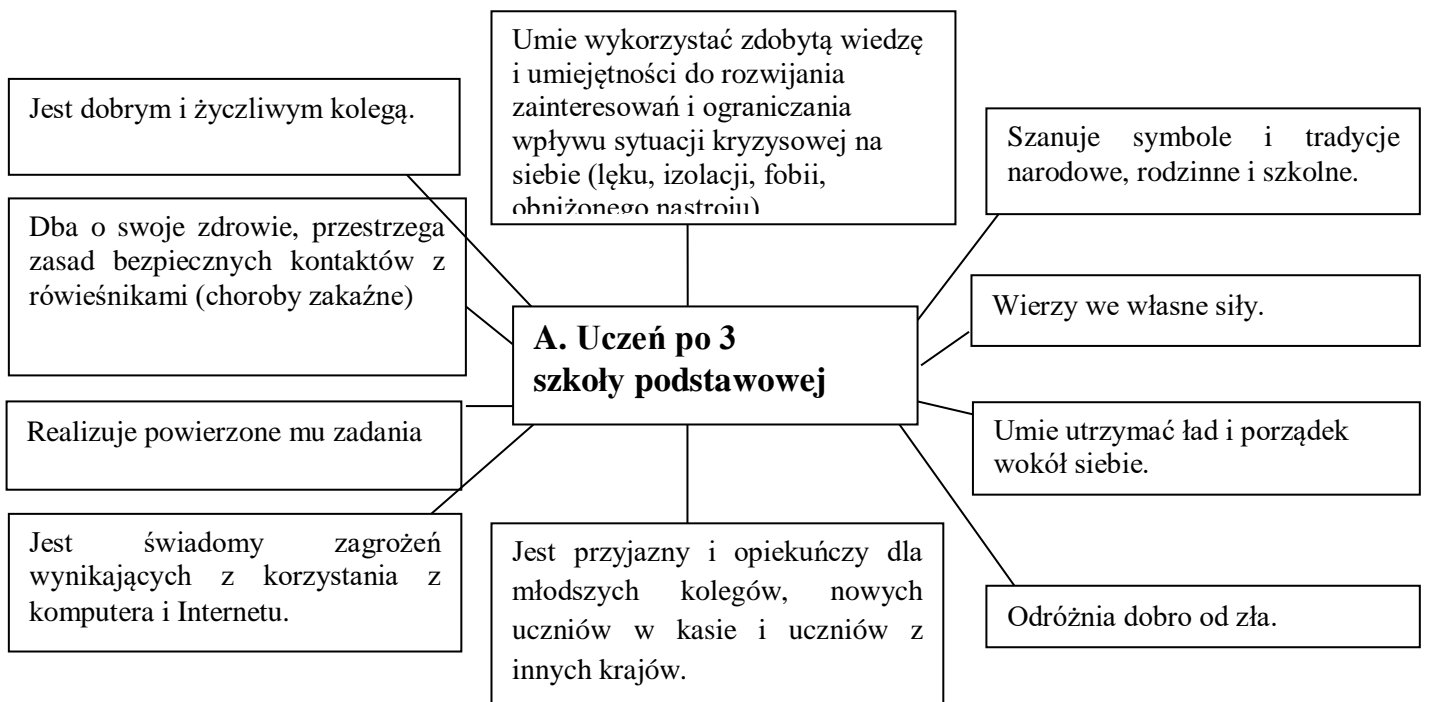 Umie wykorzystać zdobytą wiedzę
i umiejętności do rozwijania
zainteresowań i ograniczania
wpływu sytuacji kryzysowej na
siebie (lęku, izolacji, fobii,
obniżonego nastroju)
Jest dobrym i życzliwym kolegą.
Szanuje symbole i tradycje
narodowe, rodzinne i szkolne.
Dba o swoje zdrowie, przestrzega
zasad bezpiecznych kontaktów z
rówieśnikami (choroby zakaźne)
Wierzy we własne siły.
A. Uczeń po 3
szkoły podstawowej
Realizuje powierzone mu zadania
Umie utrzymać ład i porządek
wokół siebie.
Jest świadomy zagrożeń
wynikających z korzystania z
komputera i Internetu.
Jest przyjazny i opiekuńczy dla
młodszych kolegów, nowych
uczniów w kasie i uczniów z
innych krajów.
Odróżnia dobro od zła.